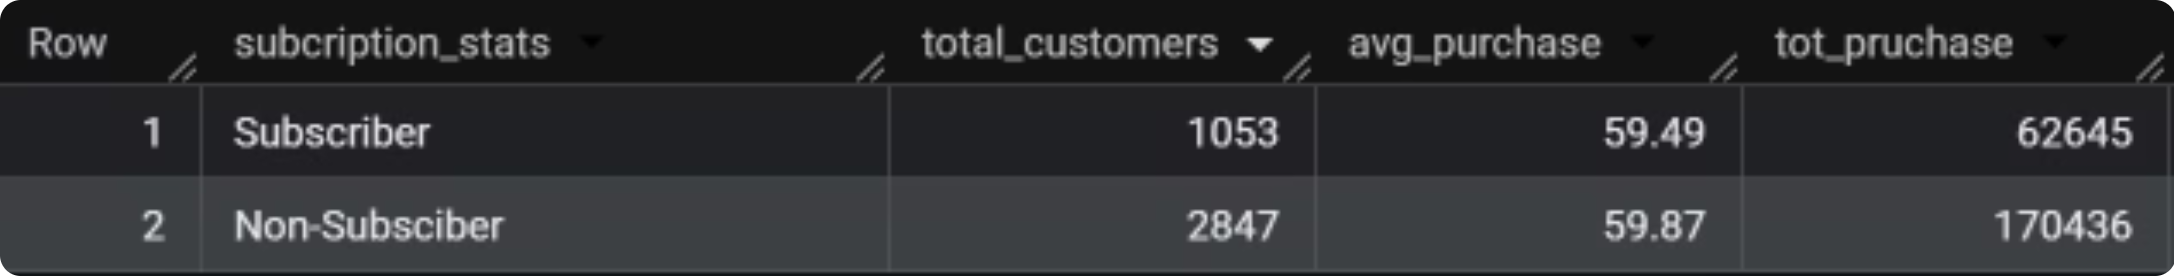 Row subcription_stats total_customers avg_purchase tot_pruchase
1 Subscriber 1053 59.49 62645
2 Non-Subsciber 2847 59.87 170436